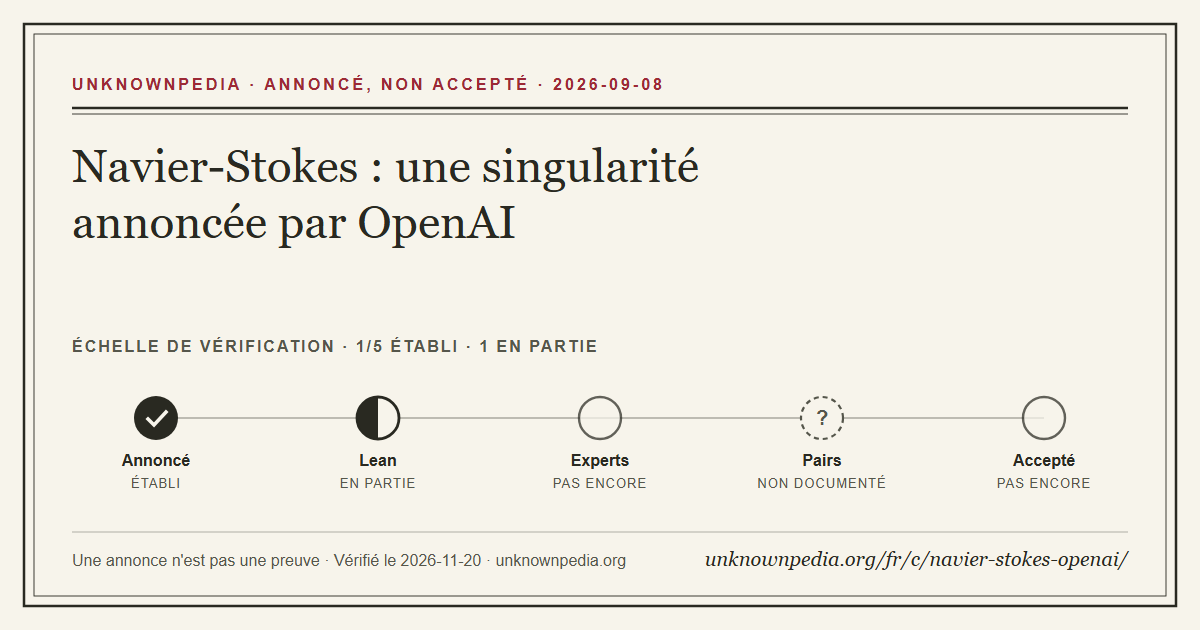 UNKNOWNPEDIA · ANNONCÉ, NON ACCEPTÉ · 2026-09-08
Navier-Stokes : une singularité
annoncée par OpenAI
ÉCHELLE DE VÉRIFICATION · 1/5 ÉTABLI · 1 EN PARTIE
?
Annoncé Lean Experts Pairs Accepté
ÉTABLI EN PARTIE PAS ENCORE NON DOCUMENTÉ PAS ENCORE
Une annonce n'est pas une preuve · Vérifié le 2026-11-20 · unknownpedia.org unknownpedia.org/fr/c/navier-stokes-openai/